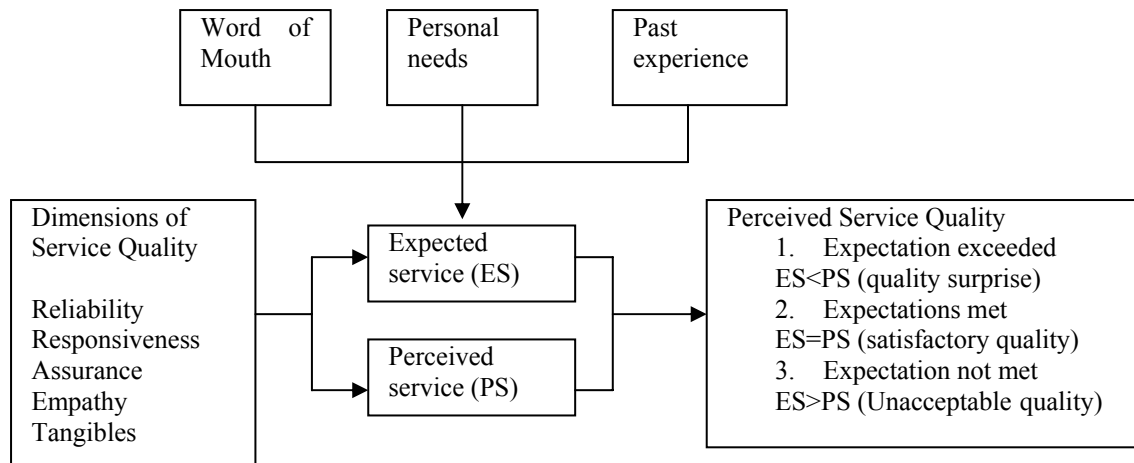 Word of
Mouth
Personal
needs
Past
experience
Dimensions of
Service Quality
Reliability
Responsiveness
Assurance
Empathy
Tangibles
Expected
service (ES)
Perceived
service (PS)
Perceived Service Quality
1. Expectation exceeded
ES<PS (quality surprise)
2. Expectations met
ES=PS (satisfactory quality)
3. Expectation not met
ES>PS (Unacceptable quality)